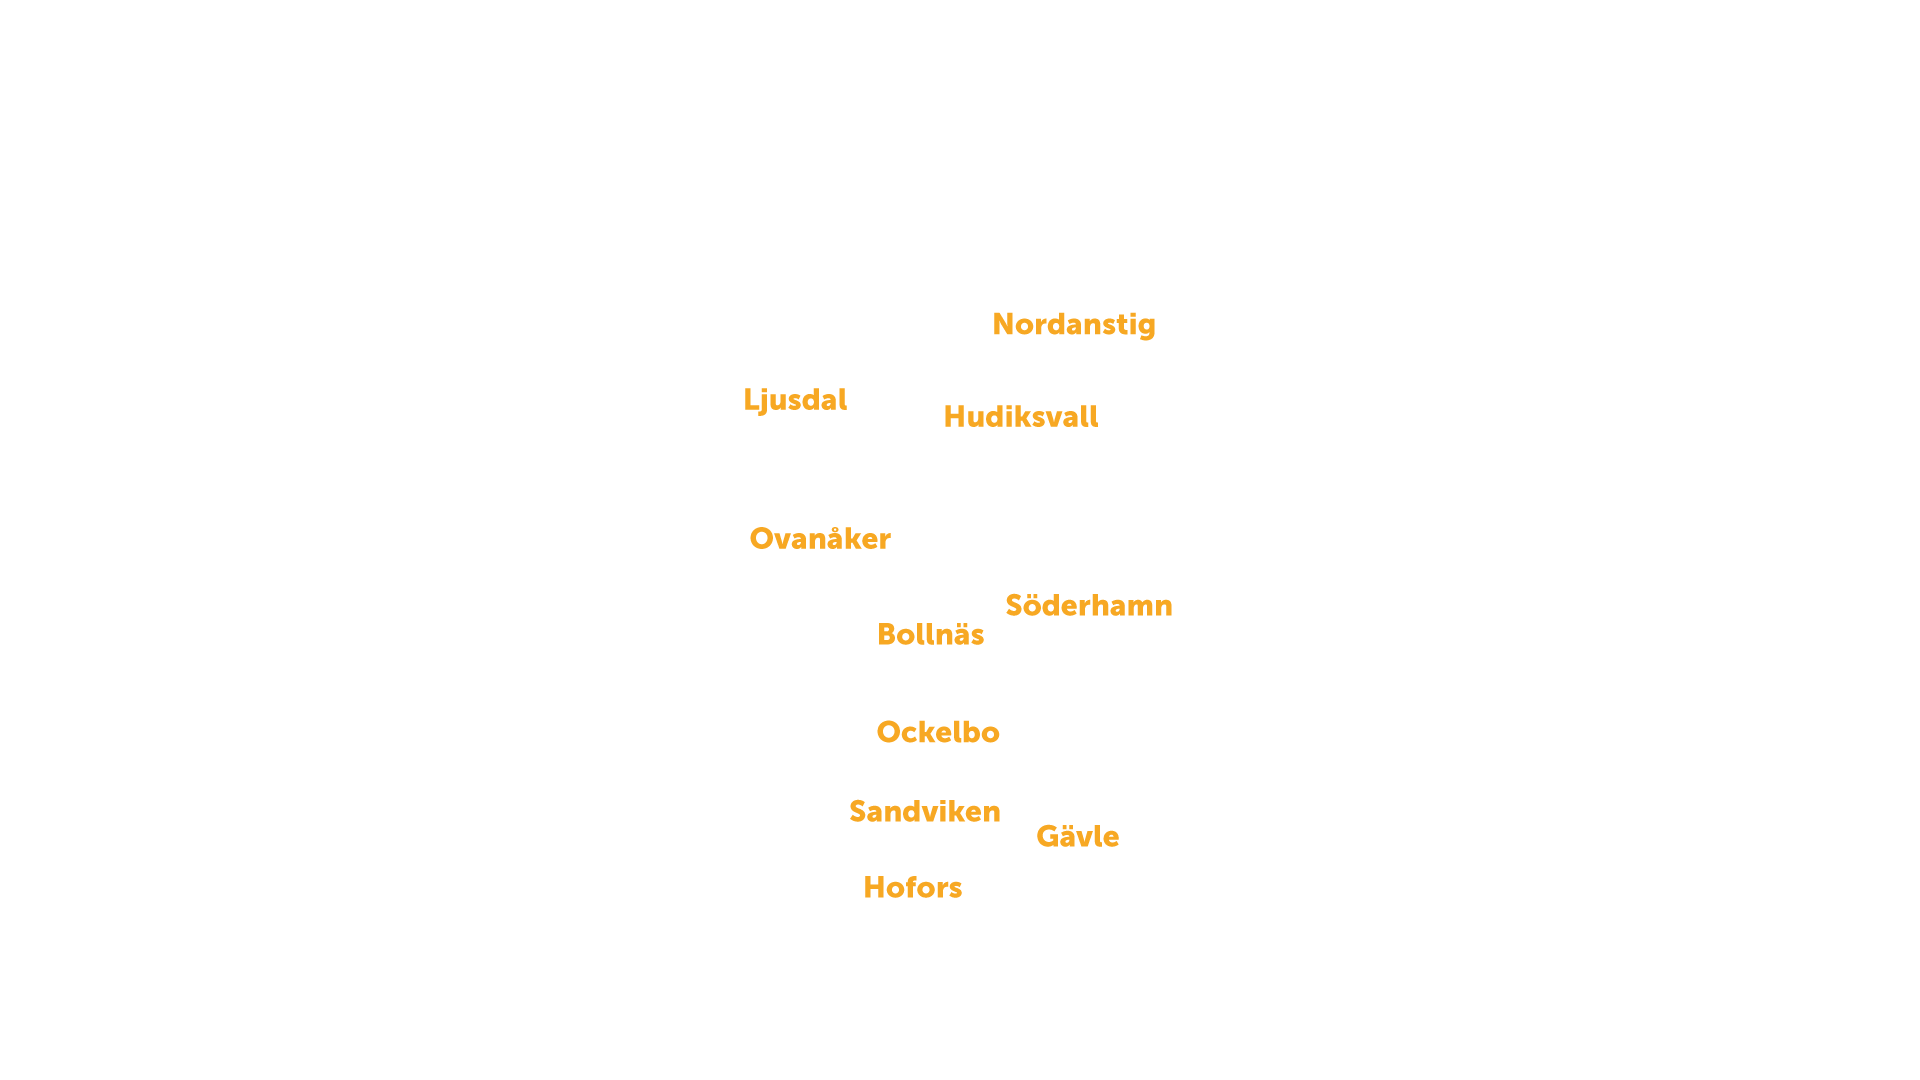 Nordanstig
Ljusdal
Hudiksvall
Ovanåker
Söderhamn
Bollnäs
Ockelbo
Sandviken
Gävle
Hofors